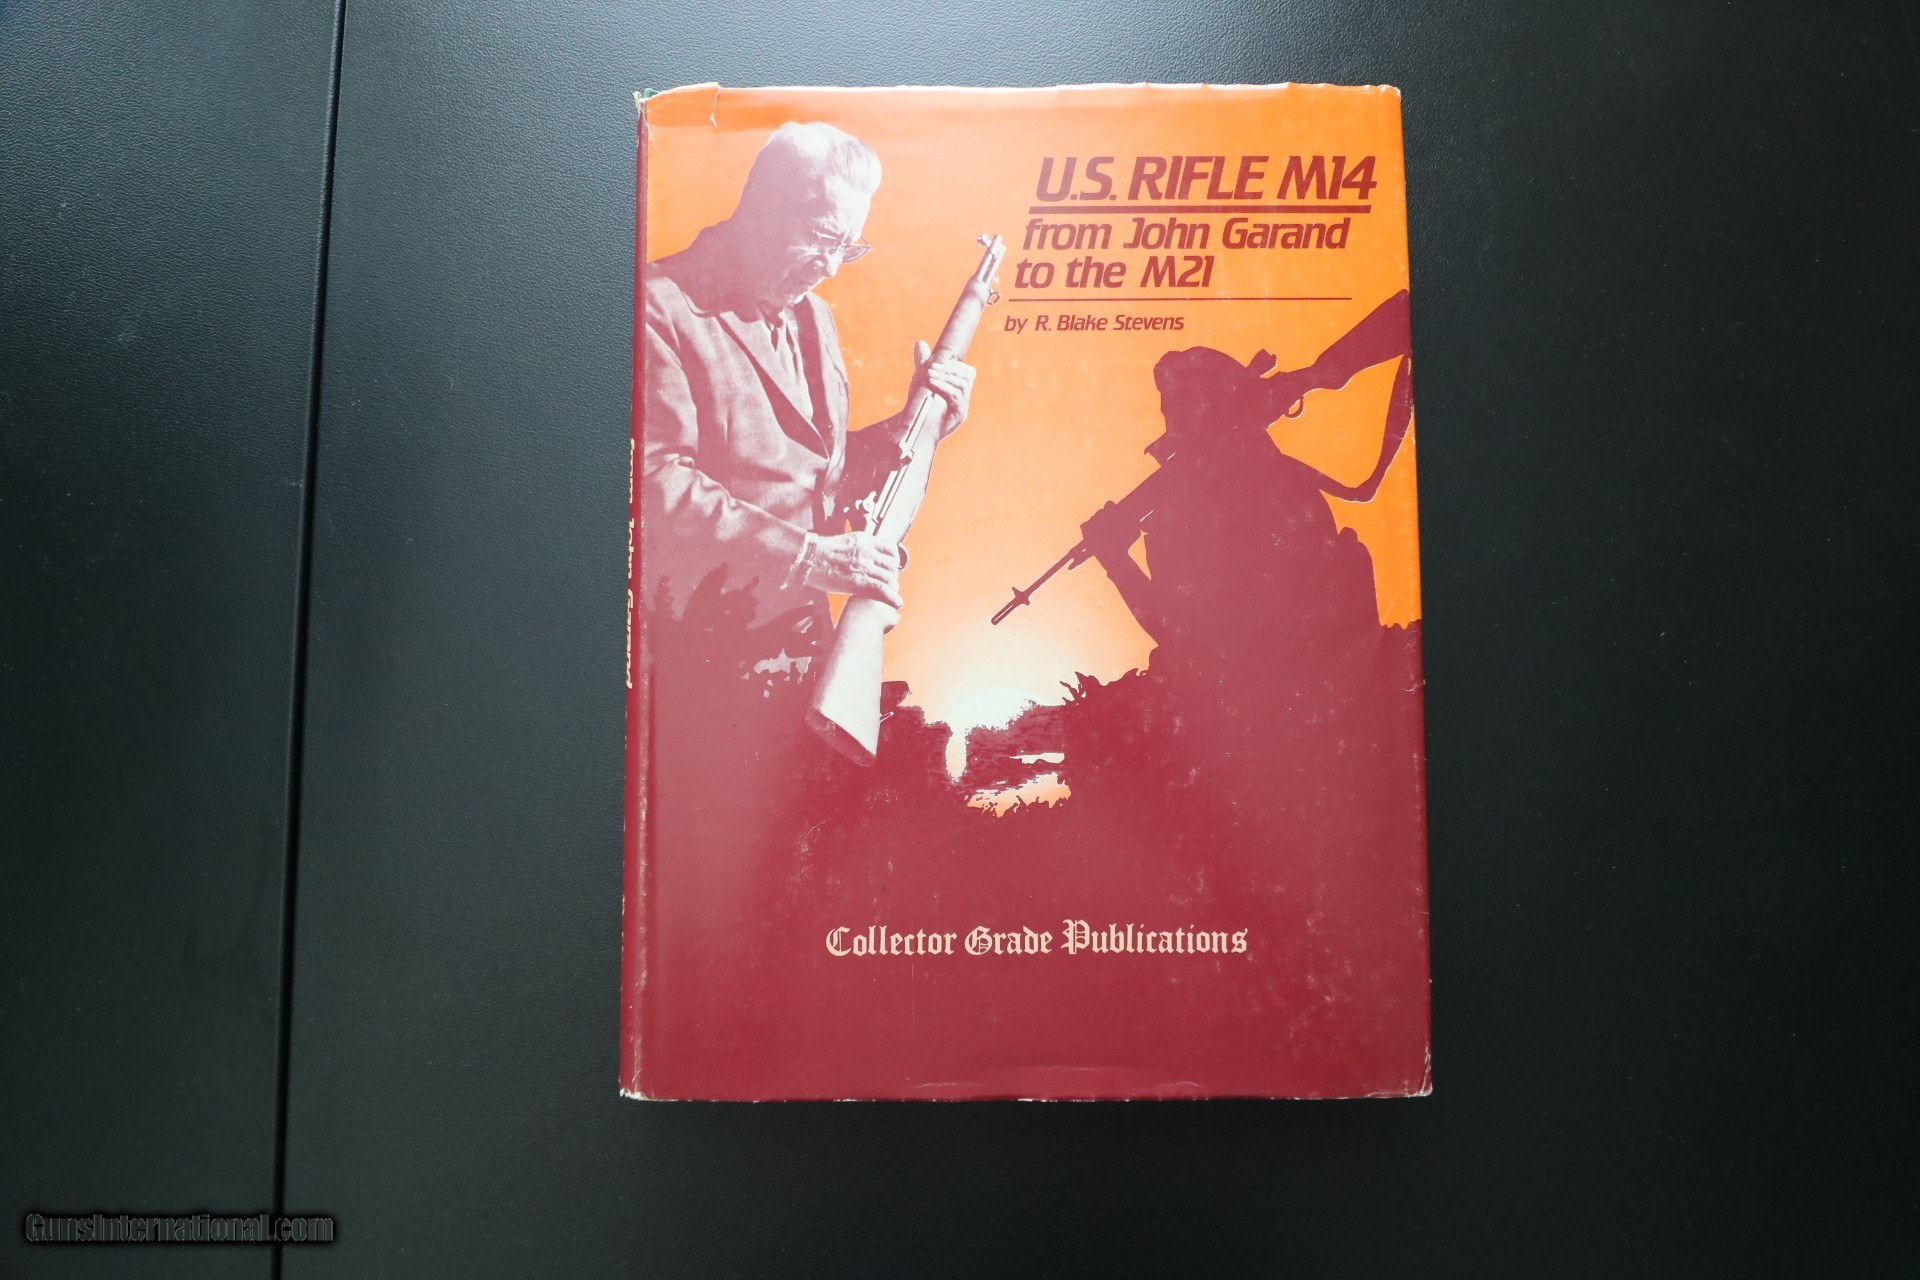 U.S. RIFLE M14
from John Garand
to the M21
by R. Blake Stevens
Collector Grade Publications
GunsInternational.com